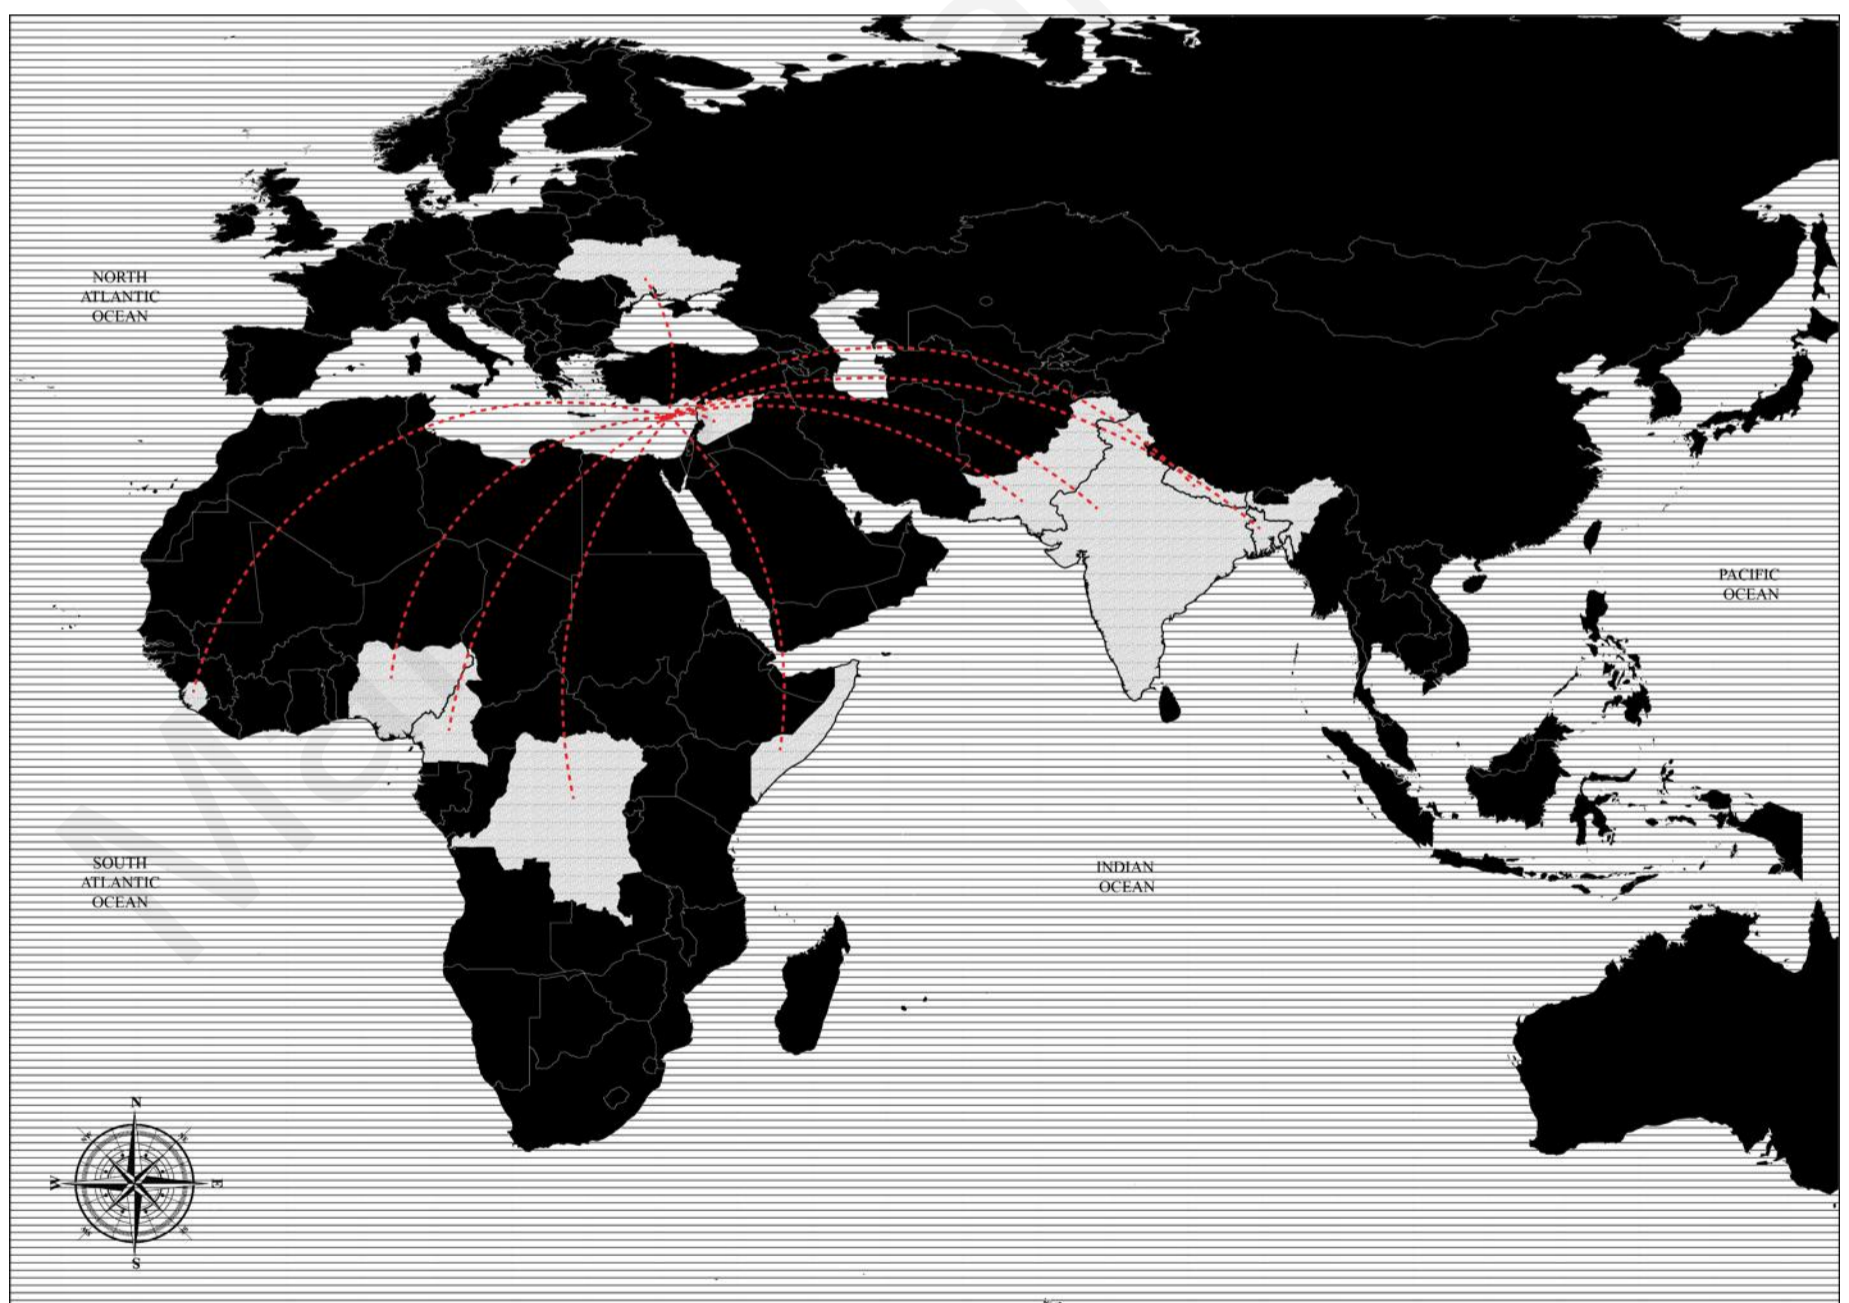 NORTH
ATLANTIC
OCEAN
PACIFIC
OCEAN
SOUTH
ATLANTIC
OCEAN
INDIAN
OCEAN
N
W
E
S